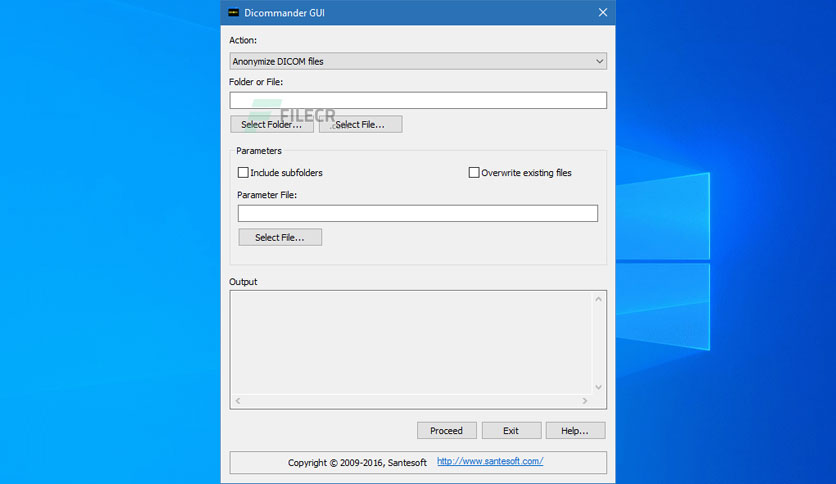 Dicommander GUI
Action:
Anonymize DICOM files
Folder or File:
FILECR
.com
Select Folder... Select File...
Parameters
Include subfolders Overwrite existing files
Parameter File:
Select File...
Output
Proceed Exit Help...
Copyright © 2009-2016, Santesoft http://www.santesoft.com/